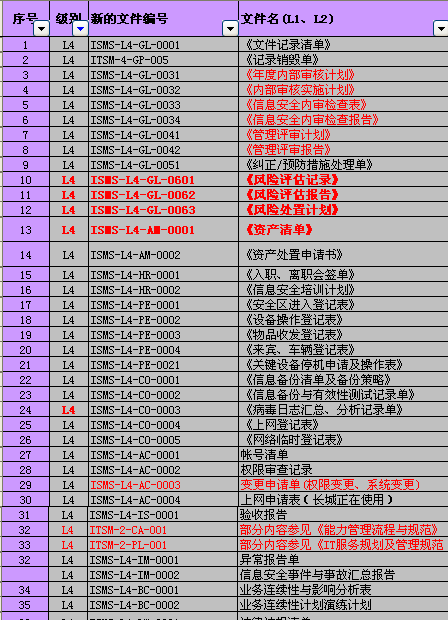 序号 级别 新的文件编号 文件名(L1、L2)
1 L4 ISMS-L4-GL-0001 《文件记录清单》
2 L4 ITSM-4-GP-005 《记录销毁单》
3 L4 ISMS-L4-GL-0031 《年度内部审核计划》
4 L4 ISMS-L4-GL-0032 《内部审核实施计划》
5 L4 ISMS-L4-GL-0033 《信息安全内审检查表》
6 L4 ISMS-L4-GL-0034 《信息安全内审检查报告》
7 L4 ISMS-L4-GL-0041 《管理评审计划》
8 L4 ISMS-L4-GL-0042 《管理评审报告》
9 L4 ISMS-L4-GL-0051 《纠正/预防措施处理单》
10 L4 ISMS-L4-GL-0601 《风险评估记录》
11 L4 ISMS-L4-GL-0062 《风险评估报告》
12 L4 ISMS-L4-GL-0063 《风险处置计划》
13 L4 ISMS-L4-AM-0001 《资产清单》
14 L4 ISMS-L4-AM-0002 《资产处置申请书》
15 L4 ISMS-L4-HR-0001 《入职、离职会签单》
16 L4 ISMS-L4-HR-0002 《信息安全培训计划》
17 L4 ISMS-L4-PE-0001 《安全区进入登记表》
18 L4 ISMS-L4-PE-0002 《设备操作登记表》
19 L4 ISMS-L4-PE-0003 《物品收发登记表》
20 L4 ISMS-L4-PE-0004 《来宾、车辆登记表》
21 L4 ISMS-L4-PE-0021 《关键设备停机申请及操作表》
22 L4 ISMS-L4-CO-0001 《信息备份清单及备份策略》
23 L4 ISMS-L4-CO-0002 《信息备份与有效性测试记录单》
24 L4 ISMS-L4-CO-0003 《病毒日志汇总、分析记录单》
25 L4 ISMS-L4-CO-0004 《上网登记表》
26 L4 ISMS-L4-CO-0005 《网络临时登记表》
27 L4 ISMS-L4-AC-0001 帐号清单
28 L4 ISMS-L4-AC-0002 权限审查记录
29 L4 ISMS-L4-AC-0003 变更申请单(权限变更、系统变更)
30 L4 ISMS-L4-AC-0004 上网申请表（长城正在使用）
31 L4 ISMS-L4-IS-0001 验收报告
32 L4 ITSM-2-CA-001 部分内容参见《能力管理流程与规范》
33 L4 ITSM-2-PL-001 部分内容参见《IT服务规划及管理规范
32 L4 ISMS-L4-IM-0001 异常报告单
L4 ISMS-L4-IM-0002 信息安全事件与事故汇总报告
34 L4 ISMS-L4-BC-0001 业务连续性与影响分析表
35 L4 ISMS-L4-BC-0002 业务连续性计划演练计划